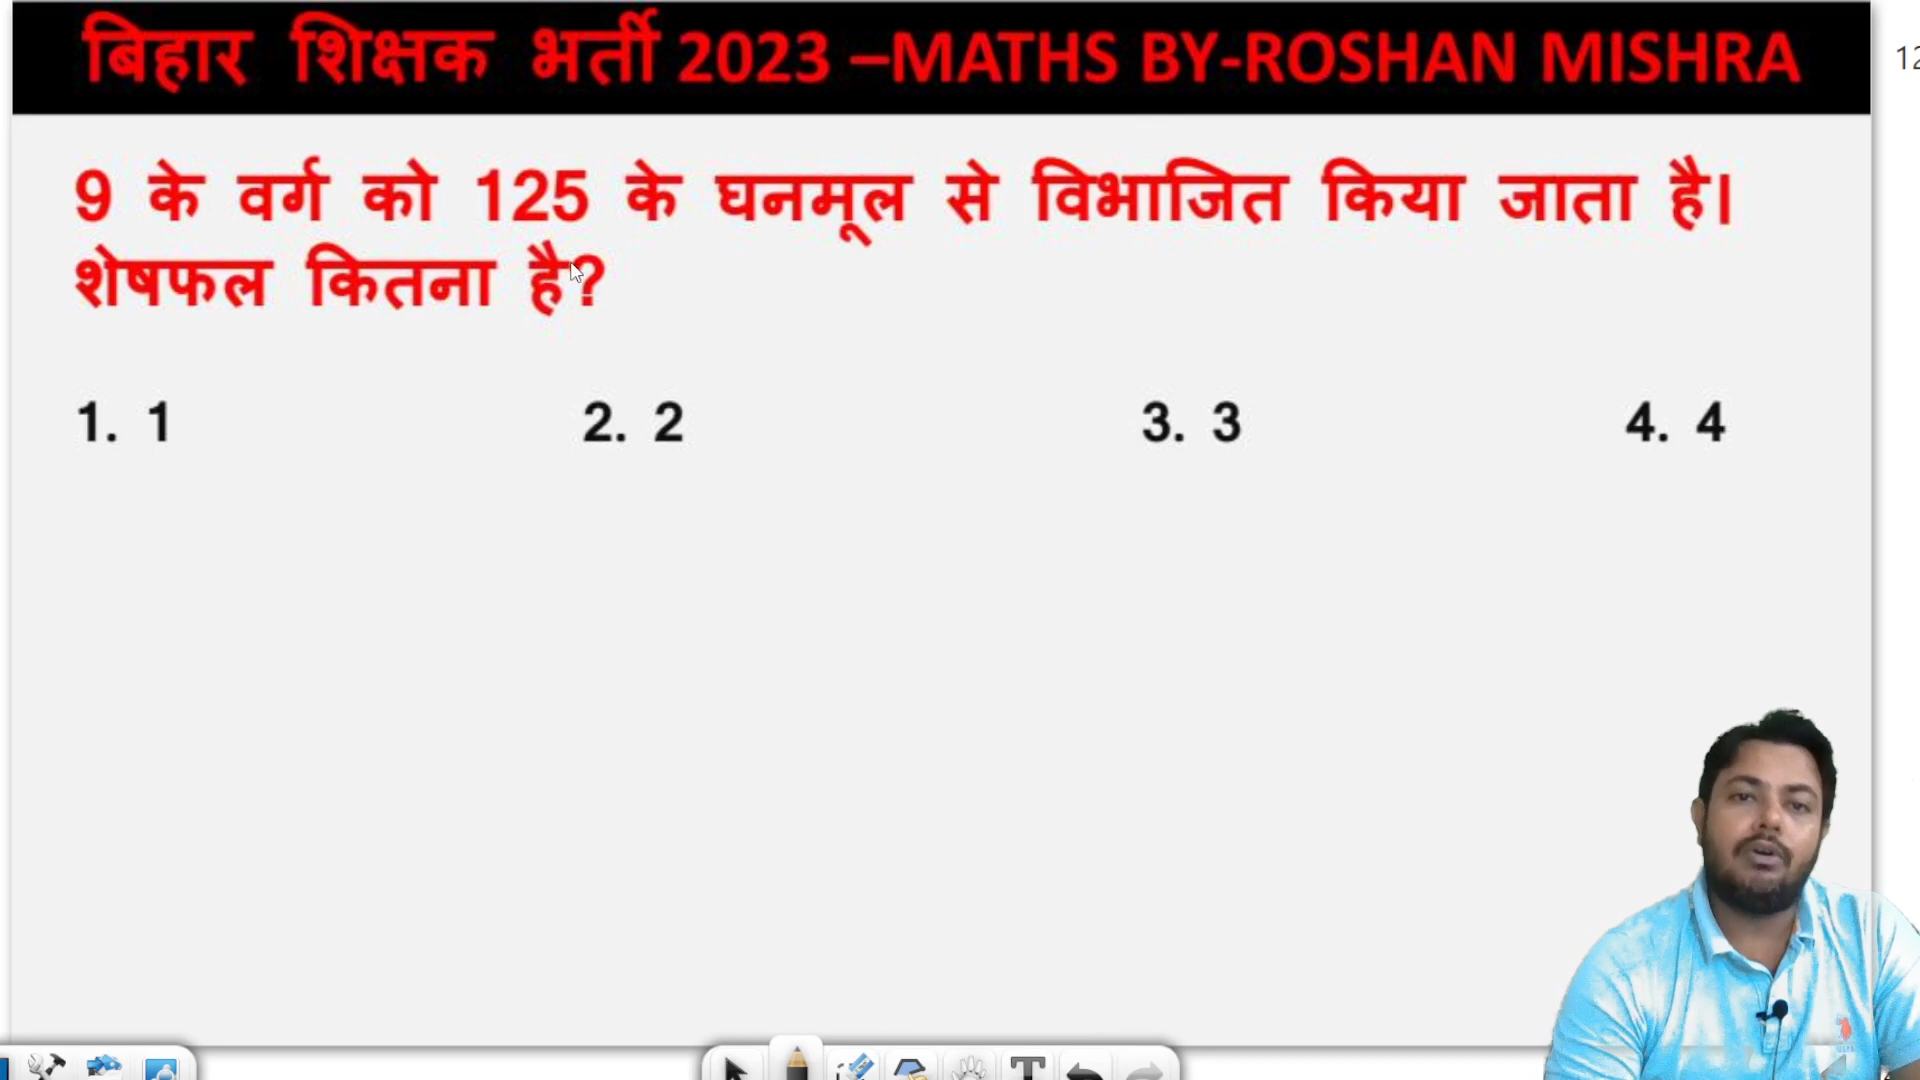 बिहार शिक्षक भर्ती 2023 –MATHS BY-ROSHAN MISHRA
12
9 के वर्ग को 125 के घनमूल से विभाजित किया जाता है।
शेषफल कितना है?
1. 1 2. 2 3. 3 4. 4